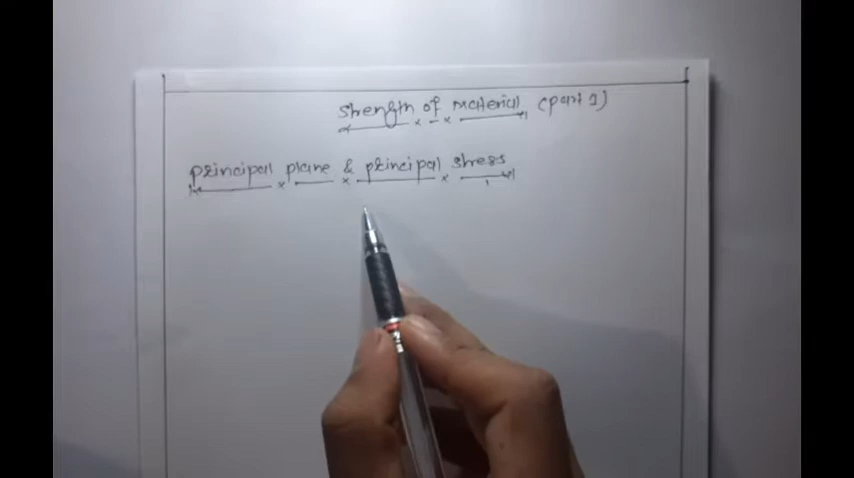 Strength of Material (part 1)
principal plane & principal stress